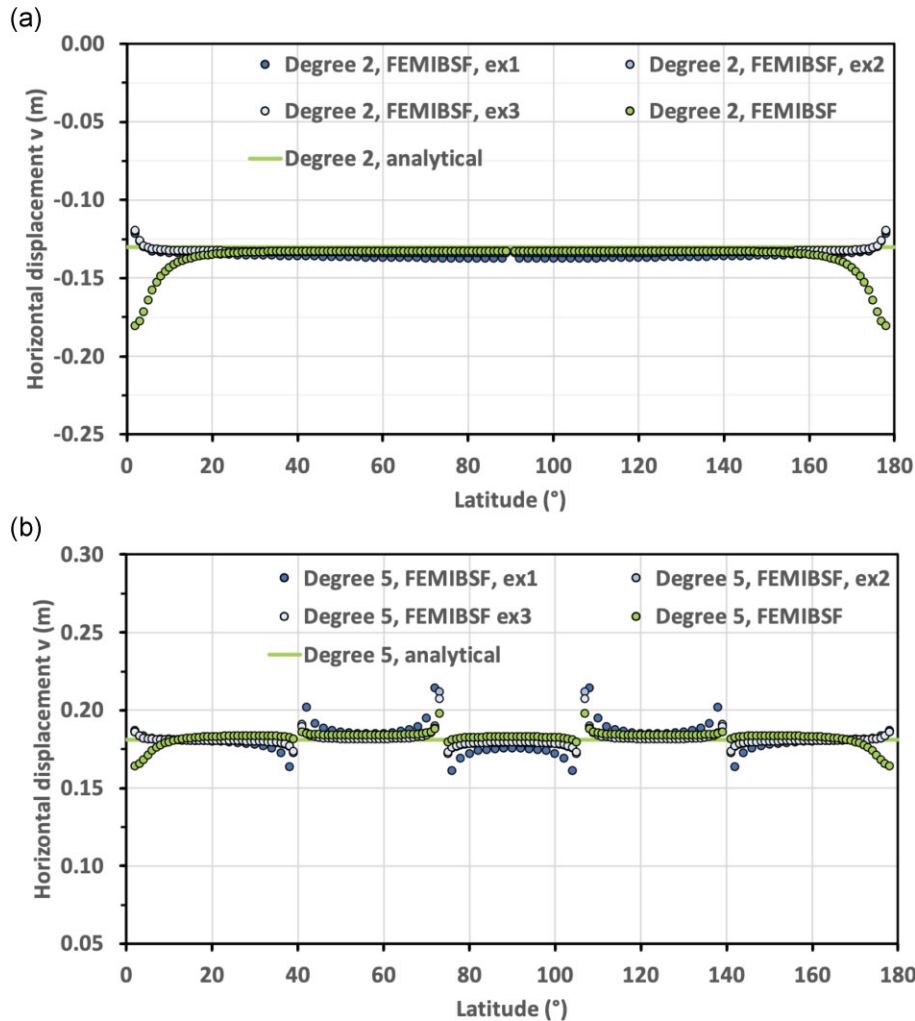 (a)
0.00
Degree 2, FEMIBSF, ex1 Degree 2, FEMIBSF, ex2
Degree 2, FEMIBSF, ex3 Degree 2, FEMIBSF
Degree 2, analytical
-0.05
-0.10
-0.15
-0.20
-0.25
Horizontal displacement v (m)
0 20 40 60 80 100 120 140 160 180
Latitude (°)
(b)
0.30
Degree 5, FEMIBSF, ex1 Degree 5, FEMIBSF, ex2
Degree 5, FEMIBSF ex3 Degree 5, FEMIBSF
Degree 5, analytical
0.25
0.20
0.15
0.10
0.05
Horizontal displacement v (m)
0 20 40 60 80 100 120 140 160 180
Latitude (°)